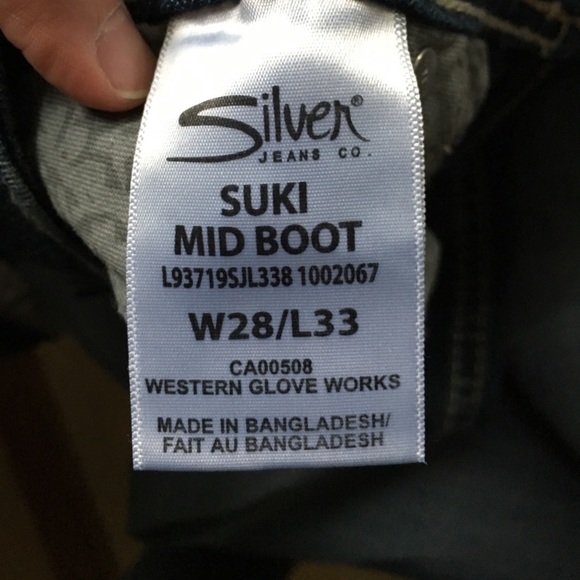 Silver®
JEANS CO.
SUKI
MID BOOT
L93719SJL338 1002067
W28/L33
CA00508
WESTERN GLOVE WORKS
MADE IN BANGLADESH/
FAIT AU BANGLADESH